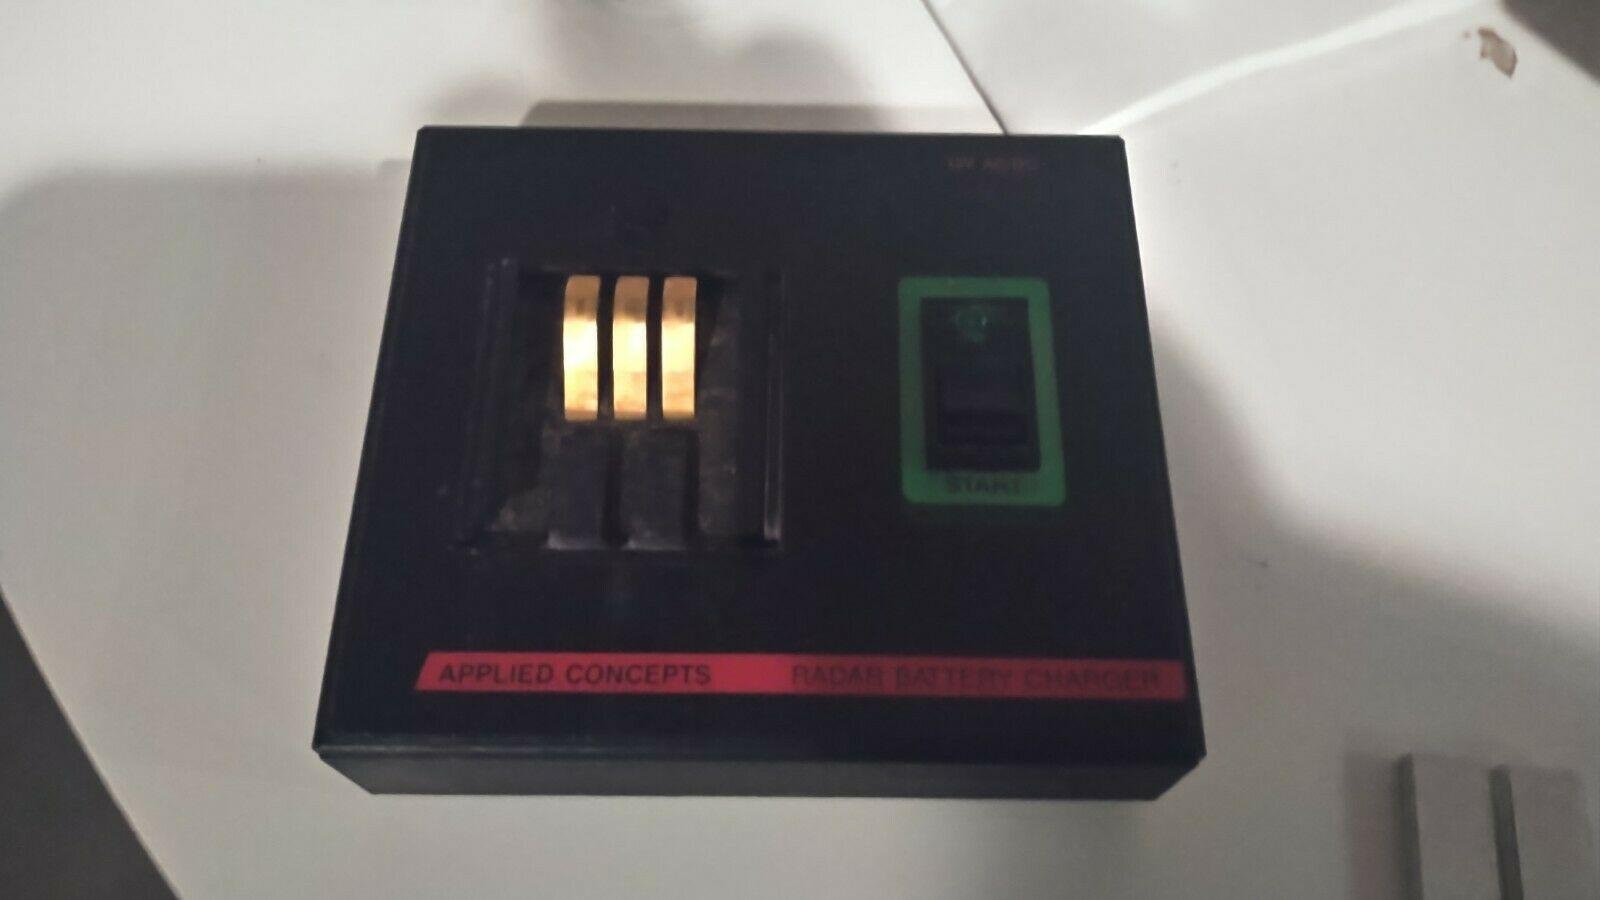 START
APPLIED CONCEPTS RADAR BATTERY CHARGER